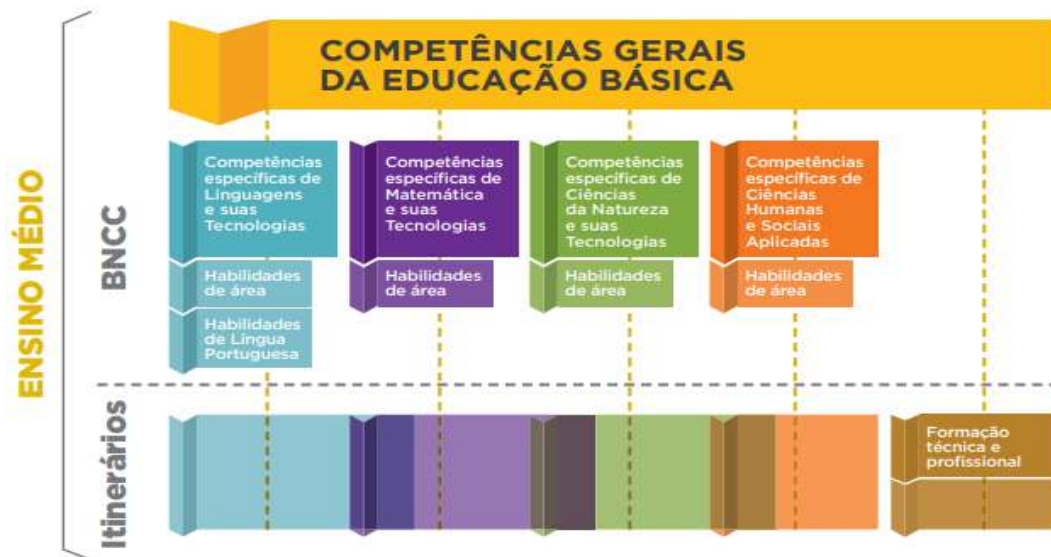 COMPETÊNCIAS GERAIS
DA EDUCAÇÃO BÁSICA
ENSINO MÉDIO
BNCC
Competências
específicas de
Linguagens
e suas
Tecnologias
Habilidades
de área
Habilidades
de Língua
Portuguesa
Competências
específicas de
Matemática
e suas
Tecnologias
Habilidades
de área
Competências
específicas de
Ciências
da Natureza
e suas
Tecnologias
Habilidades
de área
Competências
específicas de
Ciências
Humanas
e Sociais
Aplicadas
Habilidades
de área
Itinerários
Formação
técnica e
profissional